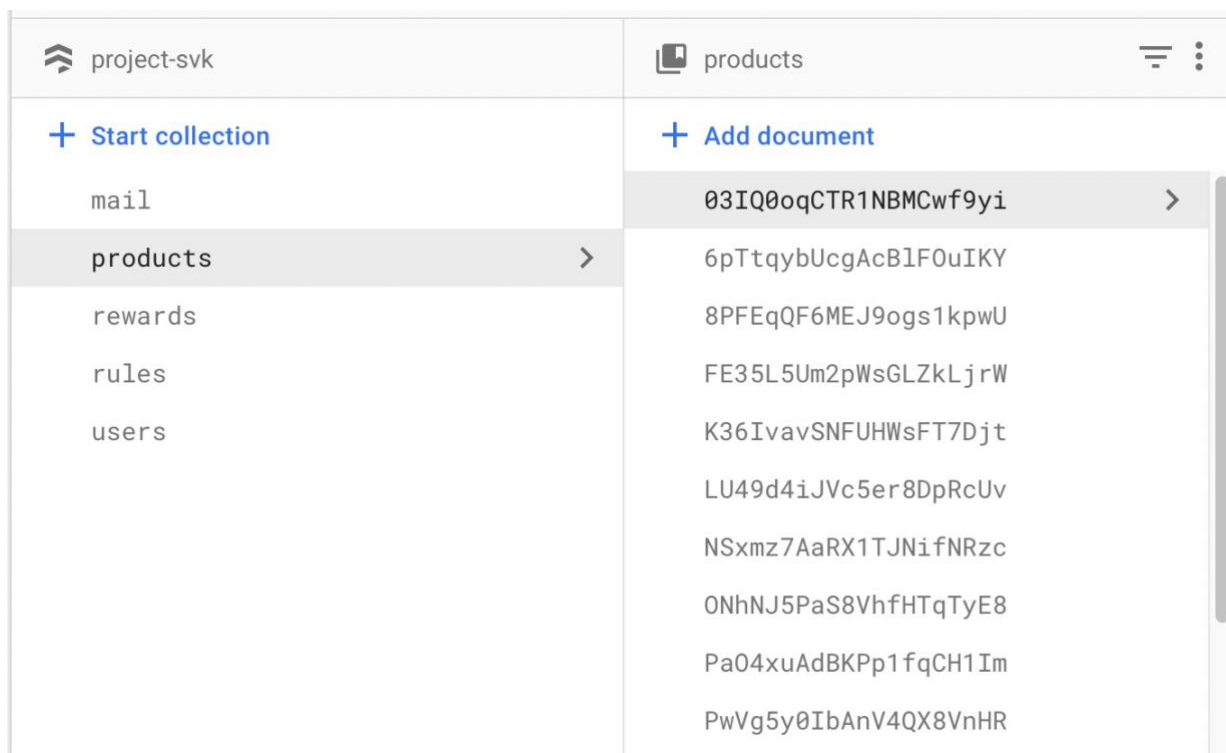 project-svk
Start collection
mail
products
rewards
rules
users
products
Add document
03IQ0oqCTR1NBMCwf9yi
6pTtqybUcgAcBlFOuIKY
8PFEqQF6MEJ9ogs1kpwU
FE35L5Um2pWsGLZkLjrW
K36IvavSNFUHWsFT7Djt
LU49d4iJVc5er8DpRcUv
NSxmz7AaRX1TJNifNRzc
ONhNJ5PaS8VhfHTqTyE8
PaO4xuAdBKPp1fqCH1Im
PwVg5y0IbAnV4QX8VnHR